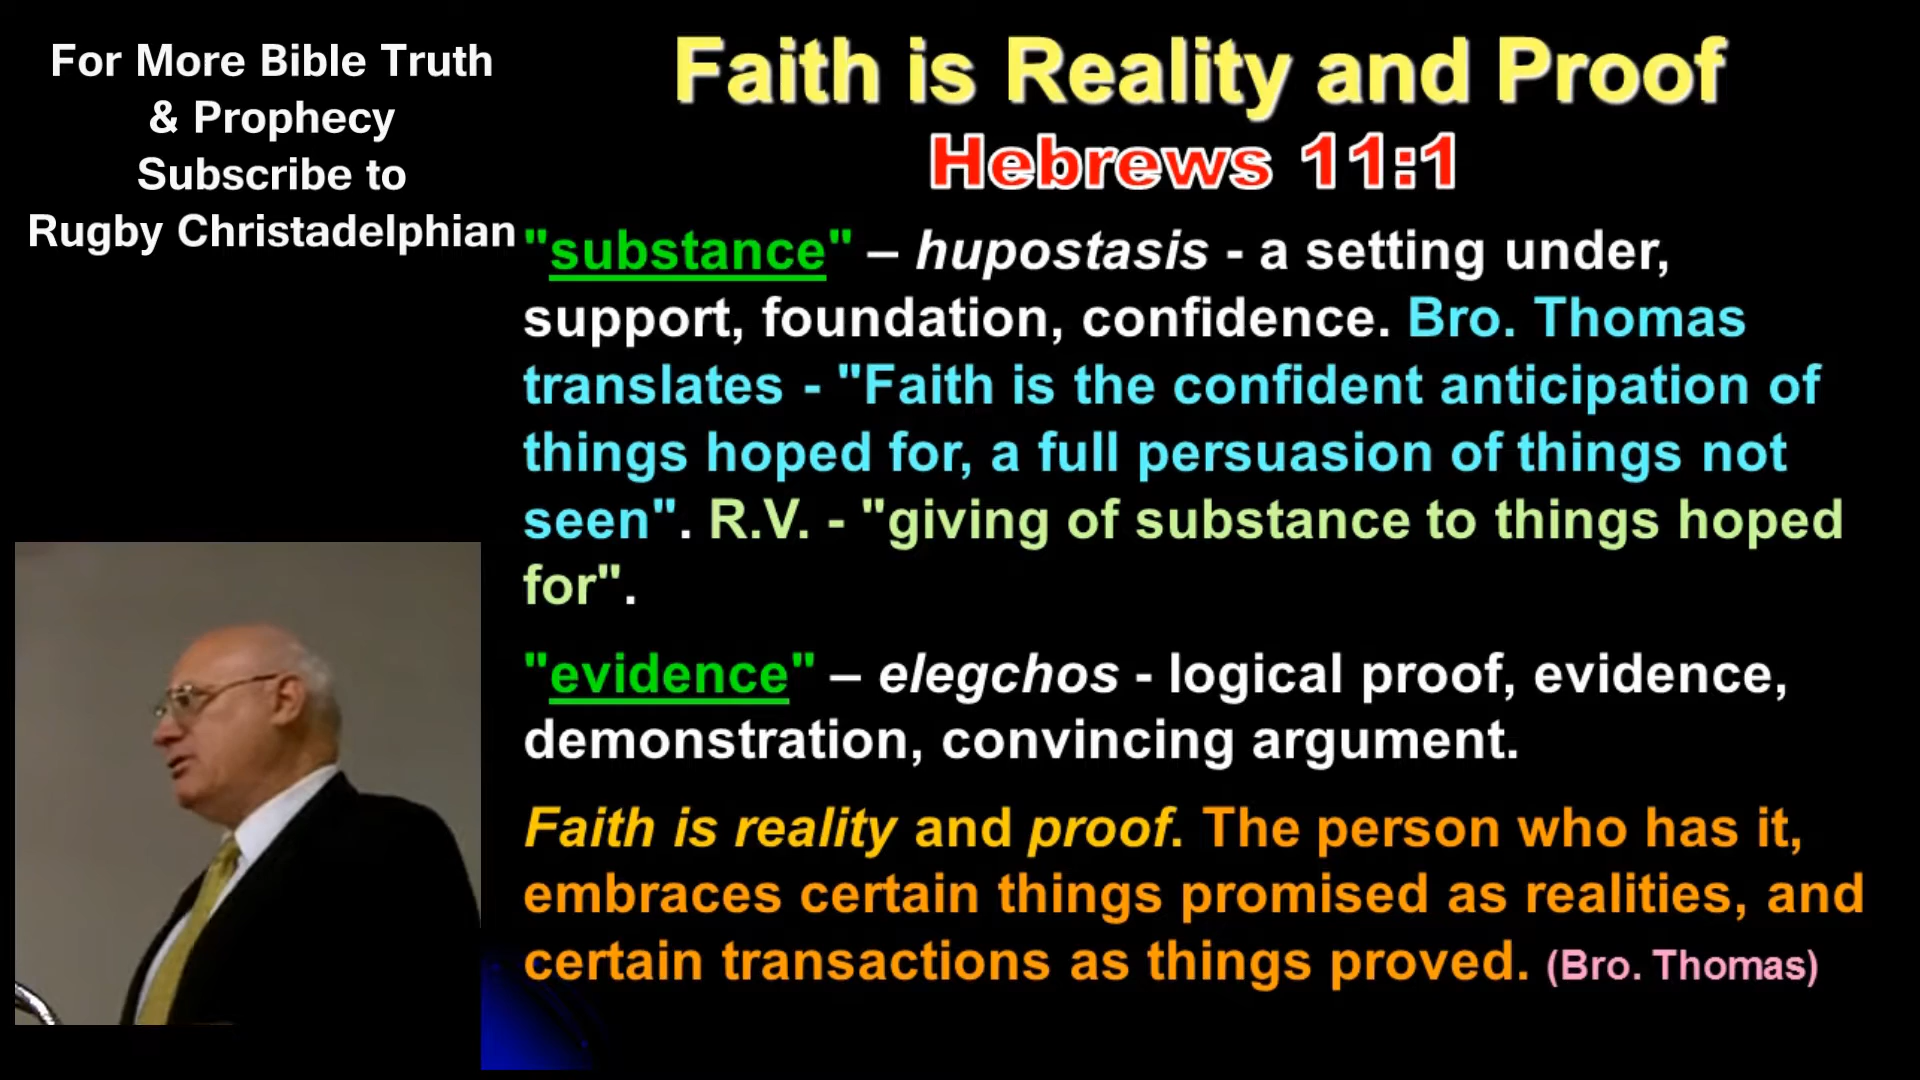 For More Bible Truth
& Prophecy
Subscribe to
Rugby Christadelphian
Faith is Reality and Proof
Hebrews 11:1
"substance" – hupostasis - a setting under,
support, foundation, confidence. Bro. Thomas
translates - "Faith is the confident anticipation of
things hoped for, a full persuasion of things not
seen". R.V. - "giving of substance to things hoped
for".
"evidence" – elegchos - logical proof, evidence,
demonstration, convincing argument.
Faith is reality and proof. The person who has it,
embraces certain things promised as realities, and
certain transactions as things proved. (Bro. Thomas)